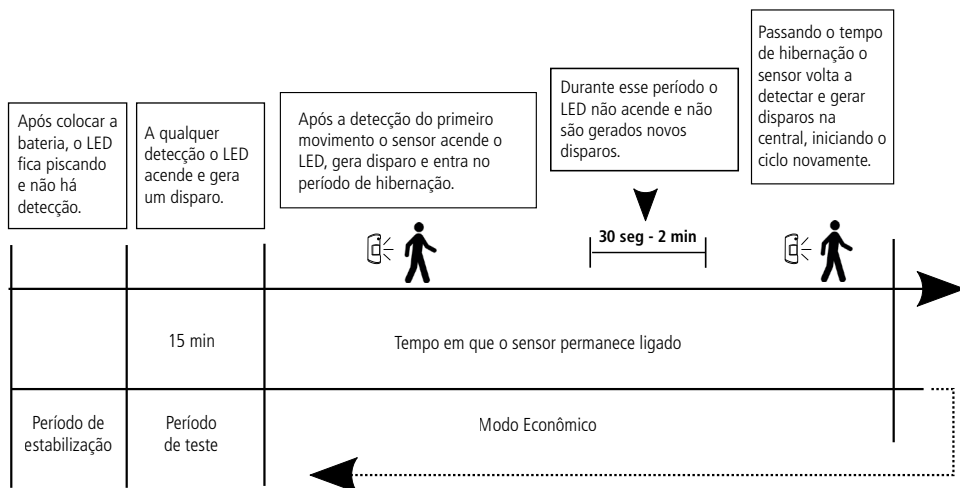 Após colocar a
bateria, o LED
fica piscando
e não há
detecção.
A qualquer
detecção o LED
acende e gera
um disparo.
Após a detecção do primeiro
movimento o sensor acende o
LED, gera disparo e entra no
período de hibernação.
Durante esse período o
LED não acende e não
são gerados novos
disparos.
Passando o tempo
de hibernação o
sensor volta a
detectar e gerar
disparos na
central, iniciando o
ciclo novamente.
30 seg - 2 min
15 min
Tempo em que o sensor permanece ligado
Período de
estabilização
Período
de teste
Modo Econômico